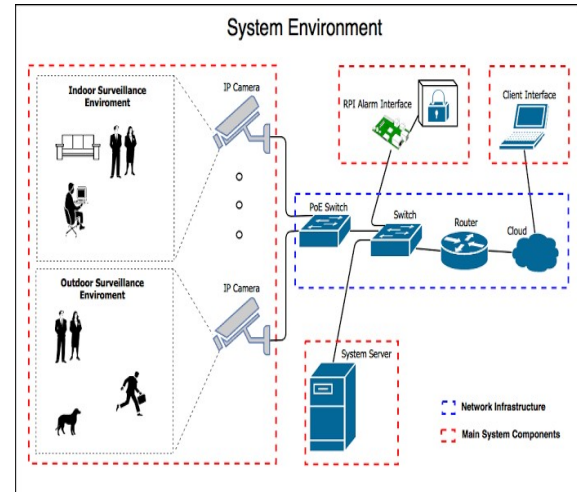 System Environment
Indoor Surveillance
Enviroment
IP Camera
RPI Alarm Interface
Client Interface
PoE Switch
Switch
Router
Cloud
Outdoor Surveillance
Enviroment
IP Camera
System Server
Network Infrastructure
Main System Components